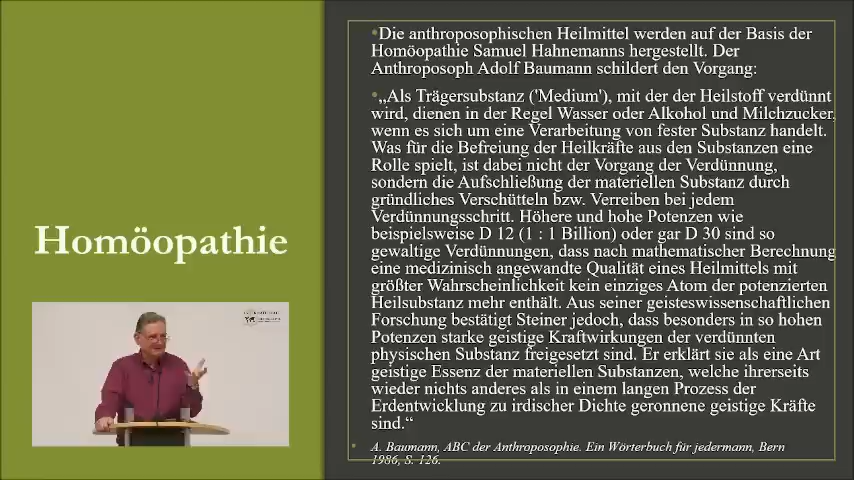 Homöopathie
•Die anthroposophischen Heilmittel werden auf der Basis der
Homöopathie Samuel Hahnemanns hergestellt. Der
Anthroposoph Adolf Baumann schildert den Vorgang:
•„Als Trägersubstanz ('Medium'), mit der der Heilstoff verdünnt
wird, dienen in der Regel Wasser oder Alkohol und Milchzucker,
wenn es sich um eine Verarbeitung von fester Substanz handelt.
Was für die Befreiung der Heilkräfte aus den Substanzen eine
Rolle spielt, ist dabei nicht der Vorgang der Verdünnung,
sondern die Aufschließung der materiellen Substanz durch
gründliches Verschütteln bzw. Verreiben bei jedem
Verdünnungsschritt. Höhere und hohe Potenzen wie
beispielsweise D 12 (1 : 1 Billion) oder gar D 30 sind so
gewaltige Verdünnungen, dass nach mathematischer Berechnung
eine medizinisch angewandte Qualität eines Heilmittels mit
größter Wahrscheinlichkeit kein einziges Atom der potenzierten
Heilsubstanz mehr enthält. Aus seiner geisteswissenschaftlichen
Forschung bestätigt Steiner jedoch, dass besonders in so hohen
Potenzen starke geistige Kraftwirkungen der verdünnten
physischen Substanz freigesetzt sind. Er erklärt sie als eine Art
geistige Essenz der materiellen Substanzen, welche ihrerseits
wieder nichts anderes als in einem langen Prozess der
Erdentwicklung zu irdischer Dichte geronnene geistige Kräfte
sind.“
• A. Baumann, ABC der Anthroposophie. Ein Wörterbuch für jedermann, Bern
1986, S. 126.